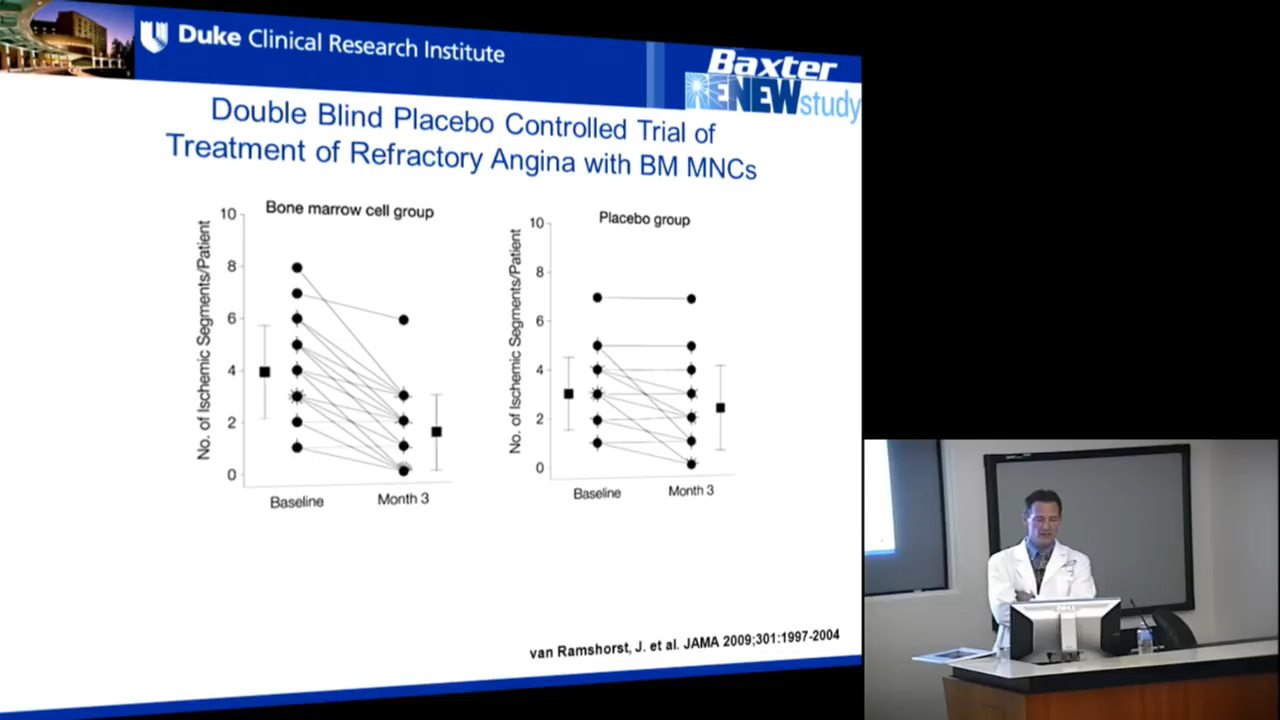 Duke Clinical Research Institute
Baxter
RENEW study
Double Blind Placebo Controlled Trial of
Treatment of Refractory Angina with BM MNCs
Bone marrow cell group
No. of Ischemic Segments/Patient
10
8
6
4
2
0
Baseline
Month 3
Placebo group
No. of Ischemic Segments/Patient
10
8
6
4
2
0
Baseline
Month 3
van Ramshorst, J. et al. JAMA 2009;301:1997-2004
DELL